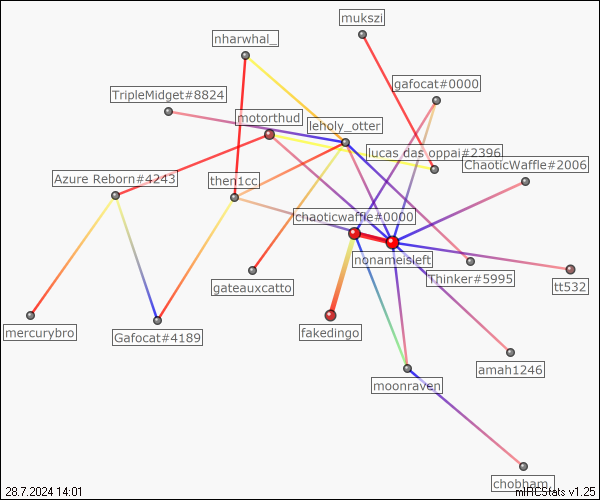 mukszi
nharwhal_
gafocat#0000
TripleMidget#8824
motorthud
leholy_otter
lucas das oppai#2396
ChaoticWaffle#2006
Azure Reborn#4243
then1cc
chaoticwaffle#0000
nonameisleft
Thinker#5995
gateauxcatto
tt532
mercurybro
Gafocat#4189
fakedingo
amah1246
moonraven
chobham_
28.7.2024 14:01
mIRCStats v1.25